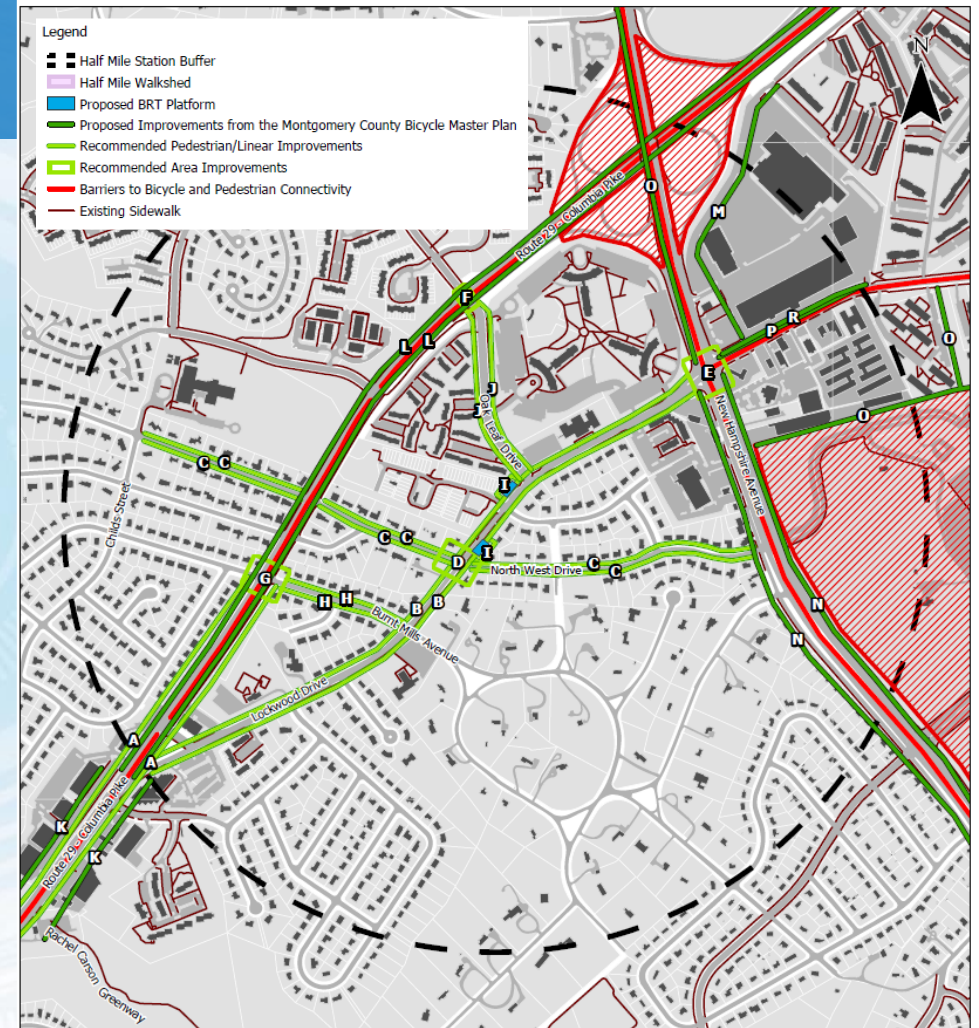 Legend
Half Mile Station Buffer
Half Mile Walkshed
Proposed BRT Platform
Proposed Improvements from the Montgomery County Bicycle Master Plan
Recommended Pedestrian/Linear Improvements
Recommended Area Improvements
Barriers to Bicycle and Pedestrian Connectivity
Existing Sidewalk
N
O
Route 29 - Columbia Pike
M
F
L L
P R
O
E
J
J
Oak Leaf Drive
New Hampshire Avenue
O
C C
I
Childs Street
C C
I
D
North West Drive
C
C
G
H H
B B
Burnt Mills Avenue
N
N
Lockwood Drive
A
A
Route 29 - Columbia Pike
K
K
Rachel Carson Greenway